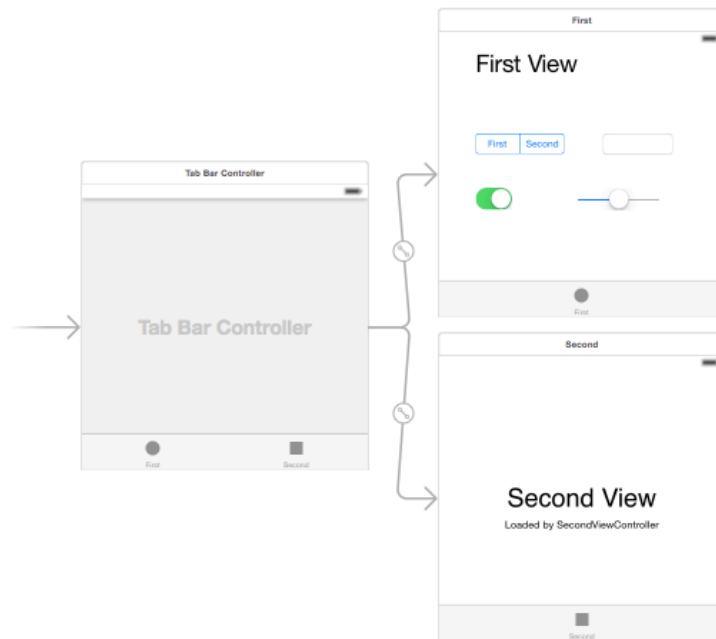 First
First View
First Second
First
Tab Bar Controller
Tab Bar Controller
First Second
Second
Second View
Loaded by SecondViewController
Second